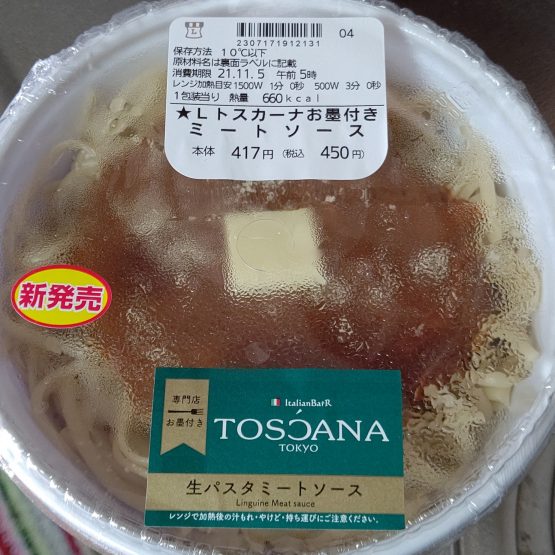 L
2307171912131
04
保存方法 10℃以下
原材料名は裏面ラベルに記載
消費期限 21.11.5 午前5時
レンジ加熱目安1500W 1分 0秒 500W 3分 0秒
1包装当り 熱量 660kcal
★Lトスカーナお墨付き
ミートソース
本体 417円 (税込 450円)
新発売
専門店
お墨付き
ItalianBaR
TOSCANA
TOKYO
生パスタミートソース
Linguine Meat sauce
レンジで加熱後の汁もれ・やけど・持ち運びにご注意ください。